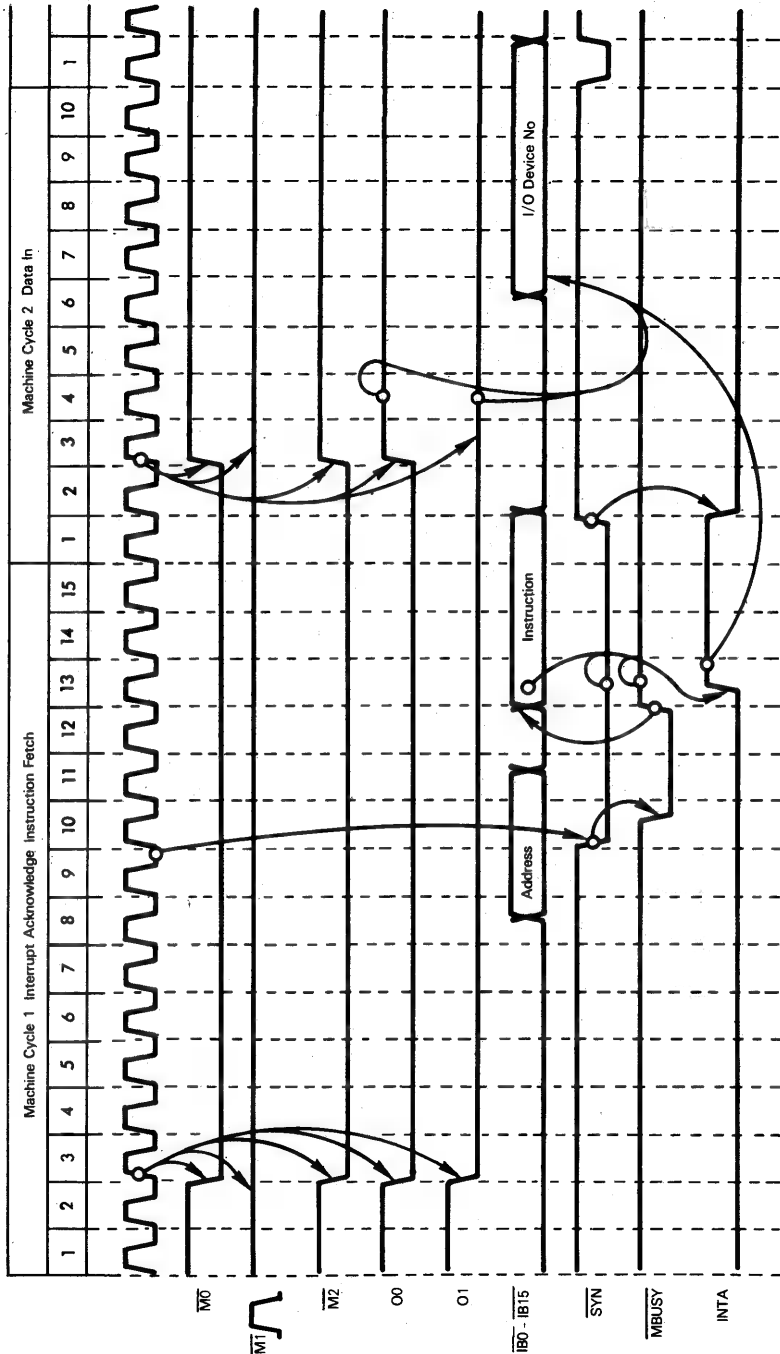 Machine Cycle 1 Interrupt Acknowledge Instruction Fetch
Machine Cycle 2 Data In
1 2 3 4 5 6 7 8 9 10 11 12 13 14 15 1 2 3 4 5 6 7 8 9 10 1
M0
M1
M2
O0
O1
IB0 - IB15
Address
Instruction
I/O Device No
SYN
MBUSY
INTA